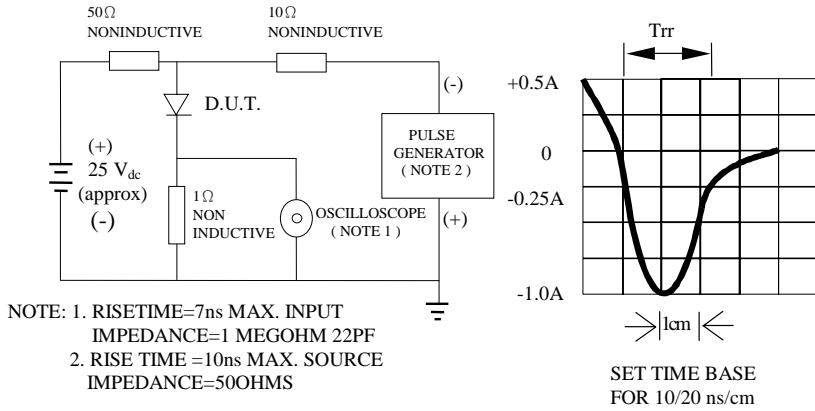 50Ω
NONINDUCTIVE
10Ω
NONINDUCTIVE
Trr
(-)
+0.5A
D.U.T.
(+)
25 Vdc
(approx)
(-)
PULSE
GENERATOR
( NOTE 2 )
0
-0.25A
1Ω
NON
INDUCTIVE
OSCILLOSCOPE
( NOTE 1 )
(+)
-1.0A
1cm
NOTE: 1. RISETIME=7ns MAX. INPUT
IMPEDANCE=1 MEGOHM 22PF
2. RISE TIME =10ns MAX. SOURCE
IMPEDANCE=50OHMS
SET TIME BASE
FOR 10/20 ns/cm